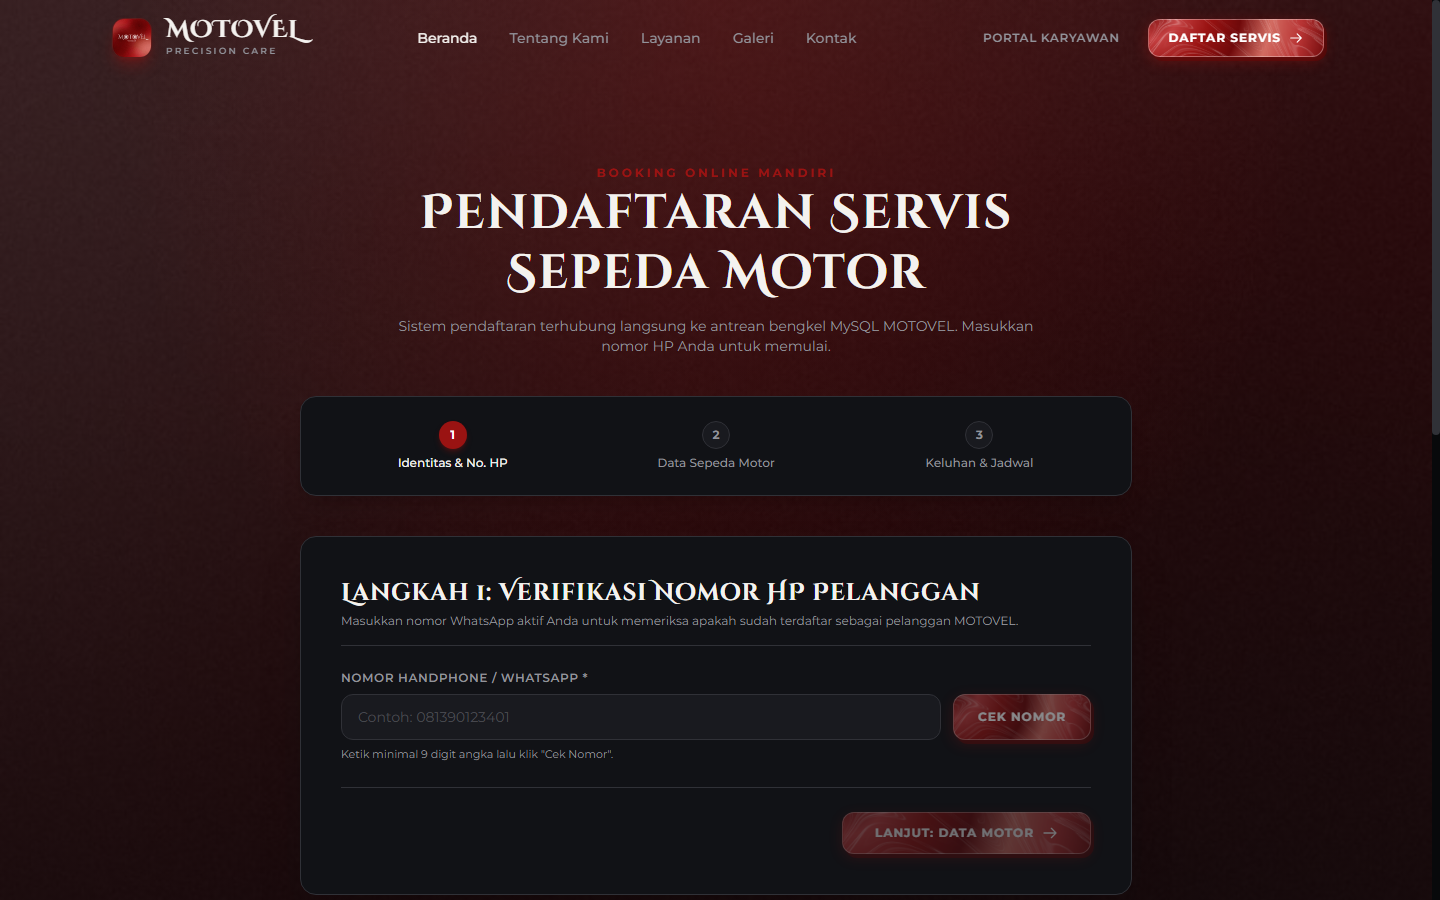 MOTOVEL
PRECISION CARE
Beranda
Tentang Kami
Layanan
Galeri
Kontak
PORTAL KARYAWAN
DAFTAR SERVIS →
BOOKING ONLINE MANDIRI
PENDAFTARAN SERVIS
SEPEDA MOTOR
Sistem pendaftaran terhubung langsung ke antrean bengkel MySQL MOTOVEL. Masukkan
nomor HP Anda untuk memulai.
1
Identitas & No. HP
2
Data Sepeda Motor
3
Keluhan & Jadwal
LANGKAH 1: VERIFIKASI NOMOR HP PELANGGAN
Masukkan nomor WhatsApp aktif Anda untuk memeriksa apakah sudah terdaftar sebagai pelanggan MOTOVEL.
NOMOR HANDPHONE / WHATSAPP *
Contoh: 081390123401
CEK NOMOR
Ketik minimal 9 digit angka lalu klik "Cek Nomor".
LANJUT: DATA MOTOR →